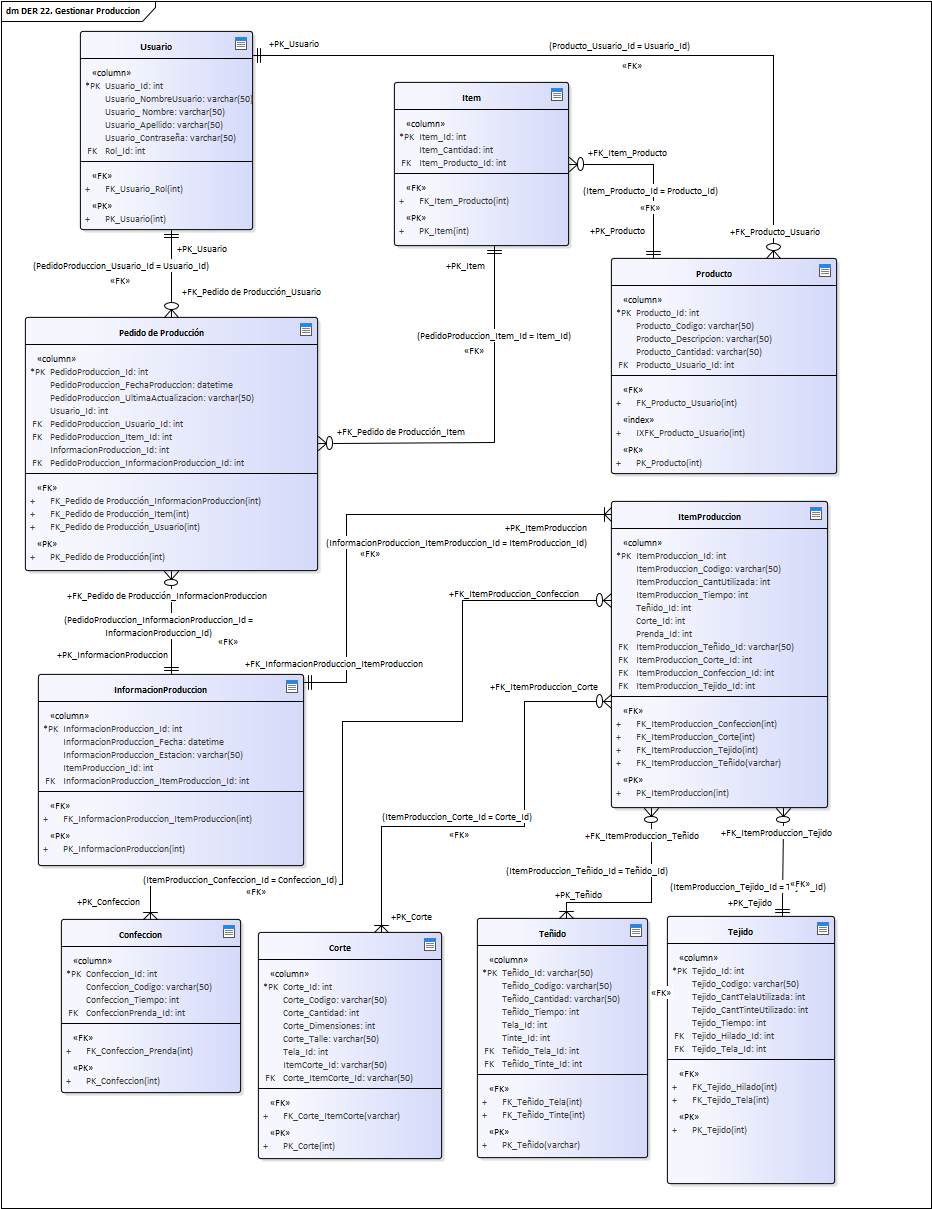 dm DER 22. Gestionar Produccion
Usuario
«column»
*PK Usuario_Id: int
Usuario_NombreUsuario: varchar(50)
Usuario_ Nombre: varchar(50)
Usuario_Apellido: varchar(50)
Usuario_Contraseña: varchar(50)
FK Rol_Id: int
«FK»
+ FK_Usuario_Rol(int)
«PK»
+ PK_Usuario(int)
+PK_Usuario
(Producto_Usuario_Id = Usuario_Id)
«FK»
Item
«column»
*PK Item_Id: int
Item_Cantidad: int
FK Item_Producto_Id: int
«FK»
+ FK_Item_Producto(int)
«PK»
+ PK_Item(int)
+FK_Item_Producto
(Item_Producto_Id = Producto_Id)
«FK»
+PK_Producto
+FK_Producto_Usuario
+PK_Usuario
(PedidoProduccion_Usuario_Id = Usuario_Id)
«FK»
+FK_Pedido de Producción_Usuario
+PK_Item
(PedidoProduccion_Item_Id = Item_Id)
«FK»
+FK_Pedido de Producción_Item
Producto
«column»
*PK Producto_Id: int
Producto_Codigo: varchar(50)
Producto_Descripcion: varchar(50)
Producto_Cantidad: varchar(50)
FK Producto_Usuario_Id: int
«FK»
+ FK_Producto_Usuario(int)
«index»
+ IXFK_Producto_Usuario(int)
«PK»
+ PK_Producto(int)
Pedido de Producción
«column»
*PK PedidoProduccion_Id: int
PedidoProduccion_FechaProduccion: datetime
PedidoProduccion_UltimaActualizacion: varchar(50)
Usuario_Id: int
FK PedidoProduccion_Usuario_Id: int
FK PedidoProduccion_Item_Id: int
InformacionProduccion_Id: int
FK PedidoProduccion_InformacionProduccion_Id: int
«FK»
+ FK_Pedido de Producción_InformacionProduccion(int)
+ FK_Pedido de Producción_Item(int)
+ FK_Pedido de Producción_Usuario(int)
«PK»
+ PK_Pedido de Producción(int)
+PK_ItemProduccion
(InformacionProduccion_ItemProduccion_Id = ItemProduccion_Id)
«FK»
+FK_InformacionProduccion_ItemProduccion
ItemProduccion
«column»
*PK ItemProduccion_Id: int
ItemProduccion_Codigo: varchar(50)
ItemProduccion_CantUtilizada: int
ItemProduccion_Tiempo: int
Teñido_Id: int
Corte_Id: int
Prenda_Id: int
FK ItemProduccion_Teñido_Id: varchar(50)
FK ItemProduccion_Corte_Id: int
FK ItemProduccion_Confeccion_Id: int
FK ItemProduccion_Tejido_Id: int
«FK»
+ FK_ItemProduccion_Confeccion(int)
+ FK_ItemProduccion_Corte(int)
+ FK_ItemProduccion_Tejido(int)
+ FK_ItemProduccion_Teñido(varchar)
«PK»
+ PK_ItemProduccion(int)
+FK_Pedido de Producción_InformacionProduccion
(PedidoProduccion_InformacionProduccion_Id =
InformacionProduccion_Id)
«FK»
+PK_InformacionProduccion
+FK_ItemProduccion_Confeccion
+FK_ItemProduccion_Corte
InformacionProduccion
«column»
*PK InformacionProduccion_Id: int
InformacionProduccion_Fecha: datetime
InformacionProduccion_Estacion: varchar(50)
ItemProduccion_Id: int
FK InformacionProduccion_ItemProduccion_Id: int
«FK»
+ FK_InformacionProduccion_ItemProduccion(int)
«PK»
+ PK_InformacionProduccion(int)
(ItemProduccion_Corte_Id = Corte_Id)
«FK»
+PK_Corte
+FK_ItemProduccion_Teñido
(ItemProduccion_Teñido_Id = Teñido_Id)
+PK_Teñido
«FK»
+FK_ItemProduccion_Tejido
(ItemProduccion_Tejido_Id = T
«FK»
_Id)
+PK_Tejido
(ItemProduccion_Confeccion_Id = Confeccion_Id)
«FK»
+PK_Confeccion
Confeccion
«column»
*PK Confeccion_Id: int
Confeccion_Codigo: varchar(50)
Confeccion_Tiempo: int
FK ConfeccionPrenda_Id: int
«FK»
+ FK_Confeccion_Prenda(int)
«PK»
+ PK_Confeccion(int)
Corte
«column»
*PK Corte_Id: int
Corte_Codigo: varchar(50)
Corte_Cantidad: int
Corte_Dimensiones: int
Corte_Talle: varchar(50)
Tela_Id: int
ItemCorte_Id: varchar(50)
FK Corte_ItemCorte_Id: varchar(50)
«FK»
+ FK_Corte_ItemCorte(varchar)
«PK»
+ PK_Corte(int)
Teñido
«column»
*PK Teñido_Id: varchar(50)
Teñido_Codigo: varchar(50)
Teñido_Cantidad: varchar(50)
Teñido_Tiempo: int
Tela_Id: int
Tinte_Id: int
FK Teñido_Tela_Id: int
FK Teñido_Tinte_Id: int
«FK»
+ FK_Teñido_Tela(int)
+ FK_Teñido_Tinte(int)
«PK»
+ PK_Teñido(varchar)
Tejido
«column»
*PK Tejido_Id: int
Tejido_Codigo: varchar(50)
Tejido_CantTelaUtilizada: int
Tejido_CantTinteUtilizado: int
Tejido_Tiempo: int
FK Tejido_Hilado_Id: int
FK Tejido_Tela_Id: int
«FK»
+ FK_Tejido_Hilado(int)
+ FK_Tejido_Tela(int)
«PK»
+ PK_Tejido(int)